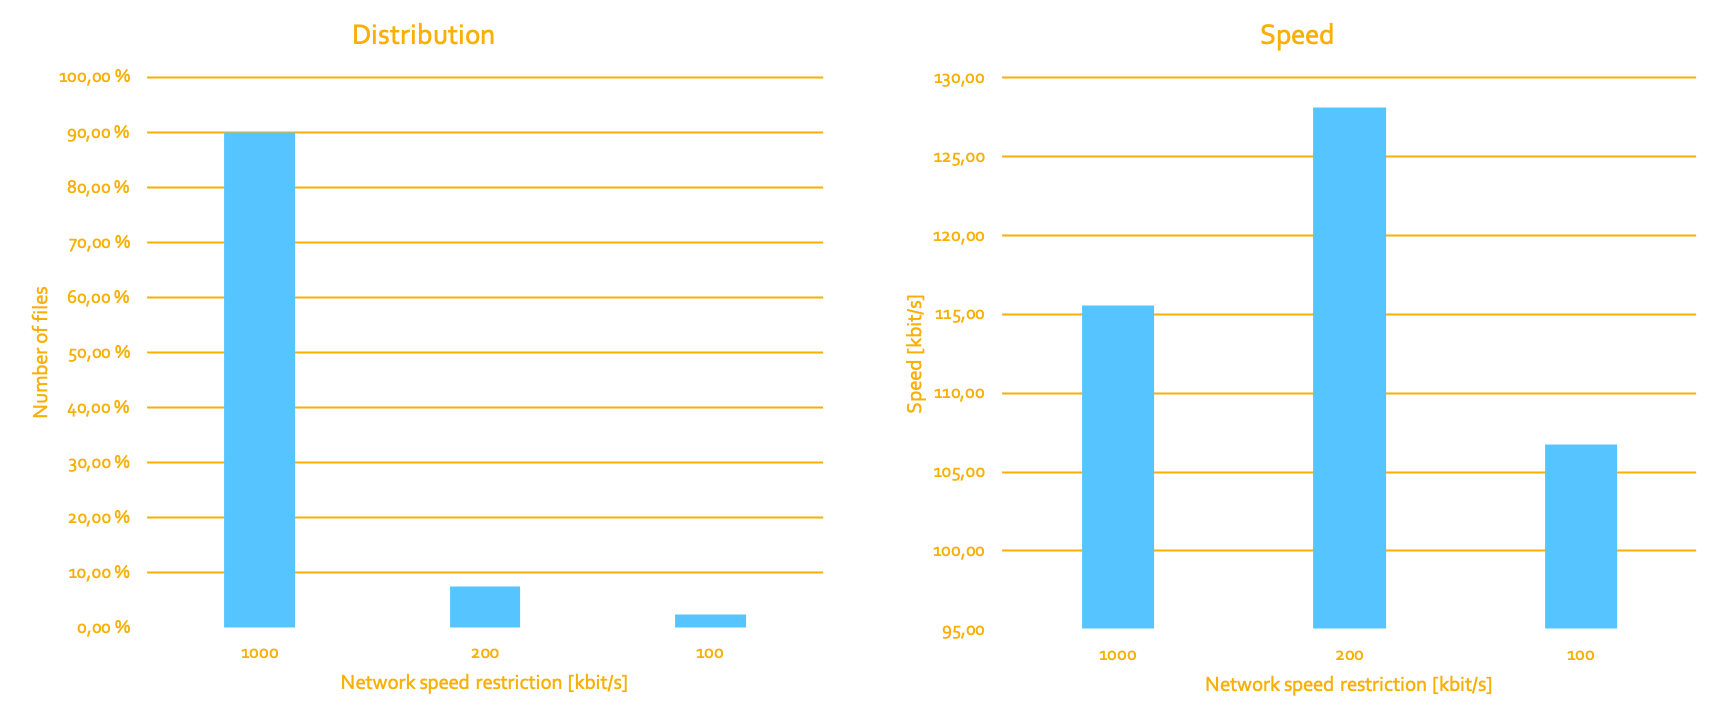 Distribution
100,00 %
90,00 %
80,00 %
70,00 %
60,00 %
50,00 %
40,00 %
30,00 %
20,00 %
10,00 %
0,00 %
Number of files
1000 200 100
Network speed restriction [kbit/s]
Speed
130,00
125,00
120,00
115,00
110,00
105,00
100,00
95,00
Speed [kbit/s]
1000 200 100
Network speed restriction [kbit/s]